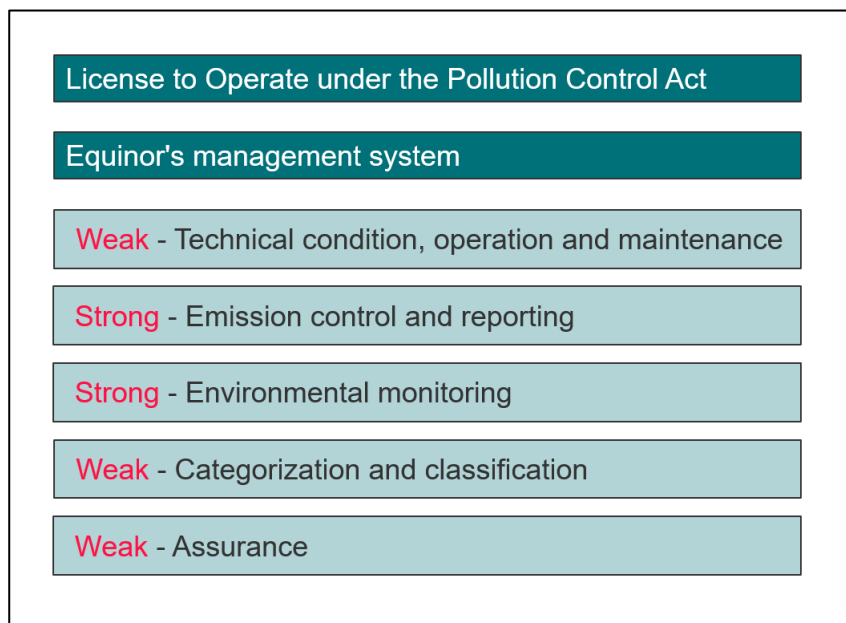 License to Operate under the Pollution Control Act
Equinor's management system
Weak - Technical condition, operation and maintenance
Strong - Emission control and reporting
Strong - Environmental monitoring
Weak - Categorization and classification
Weak - Assurance